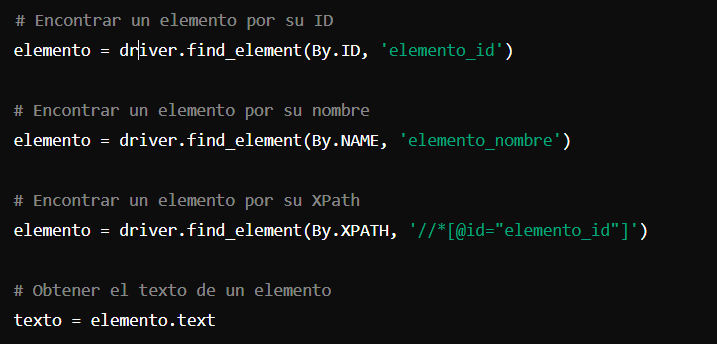 # Encontrar un elemento por su ID
elemento = driver.find_element(By.ID, 'elemento_id')
# Encontrar un elemento por su nombre
elemento = driver.find_element(By.NAME, 'elemento_nombre')
# Encontrar un elemento por su XPath
elemento = driver.find_element(By.XPATH, '//*[@id="elemento_id"]')
# Obtener el texto de un elemento
texto = elemento.text